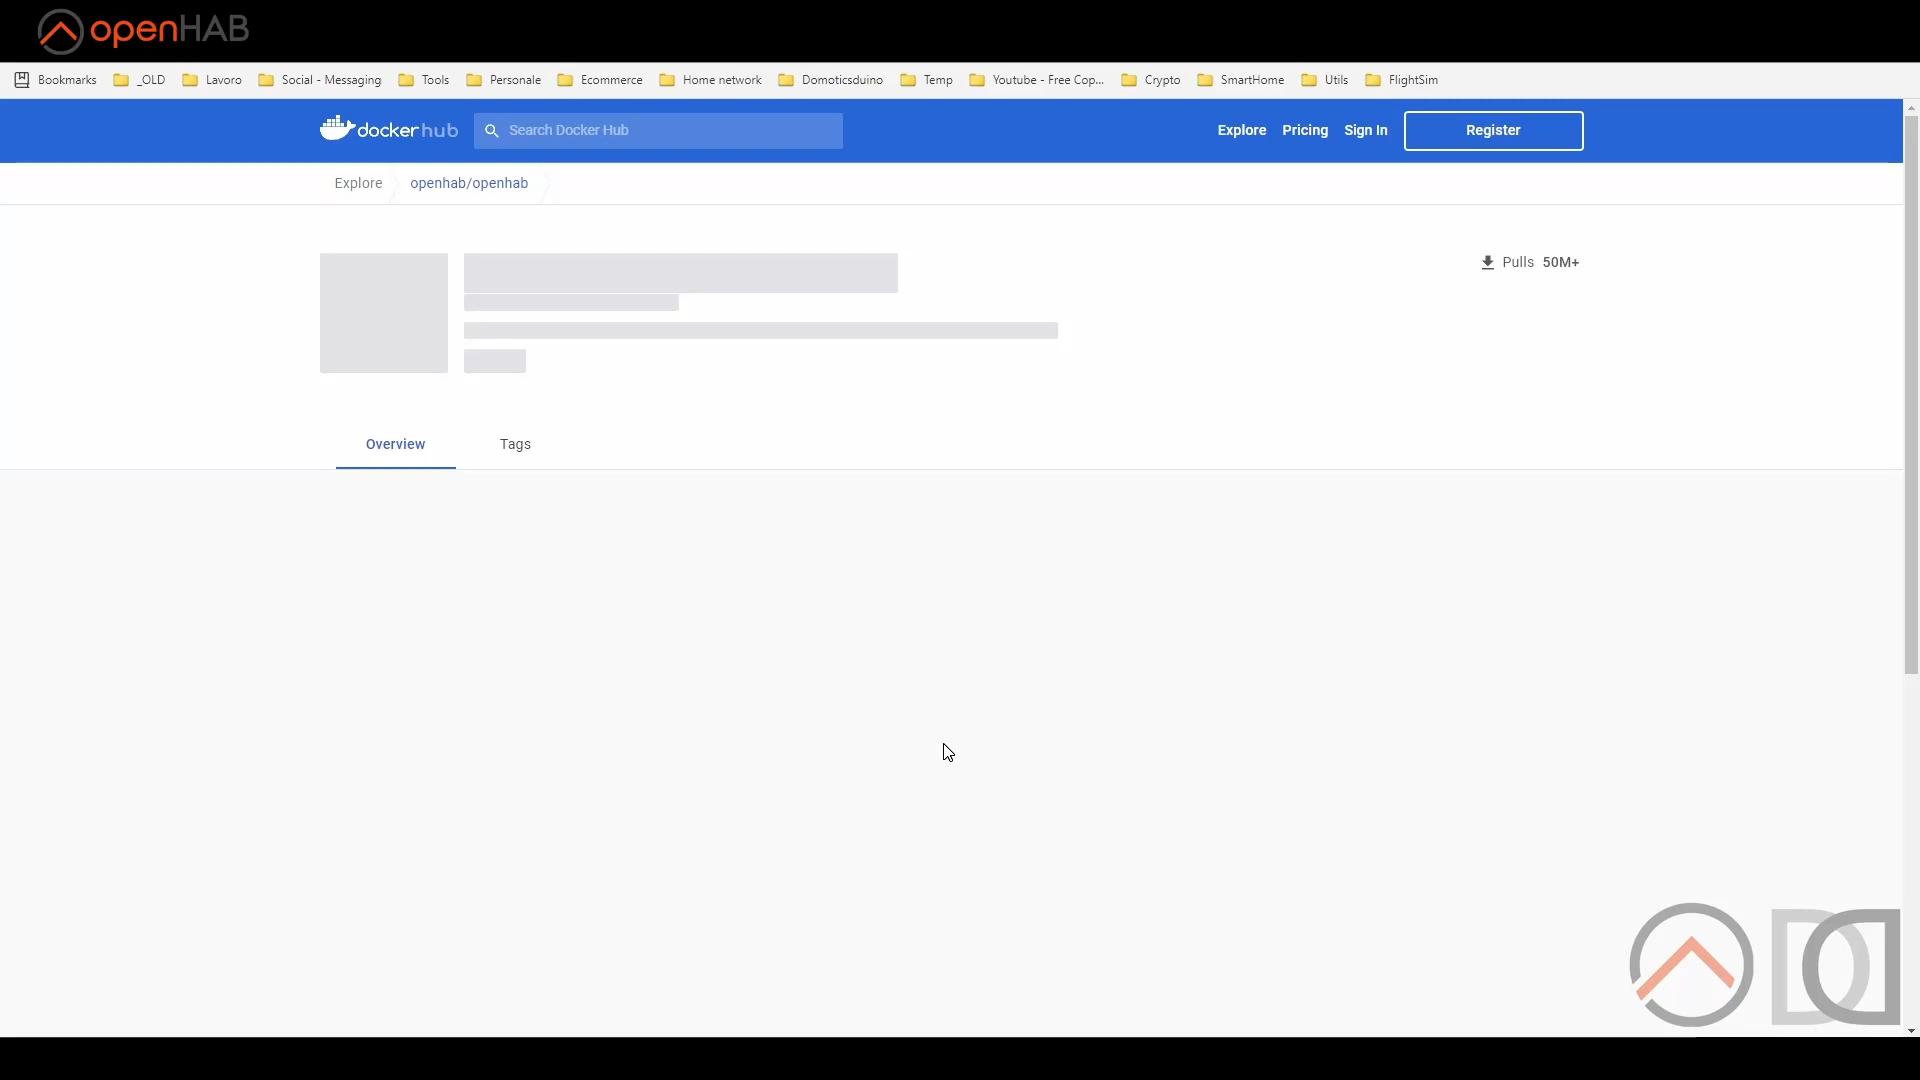 openHAB
Bookmarks _OLD Lavoro Social - Messaging Tools Personale Ecommerce Home network Domoticsduino Temp Youtube - Free Cop... Crypto SmartHome Utils FlightSim
docker hub Search Docker Hub Explore Pricing Sign In Register
Explore openhab/openhab
Pulls 50M+
Overview Tags